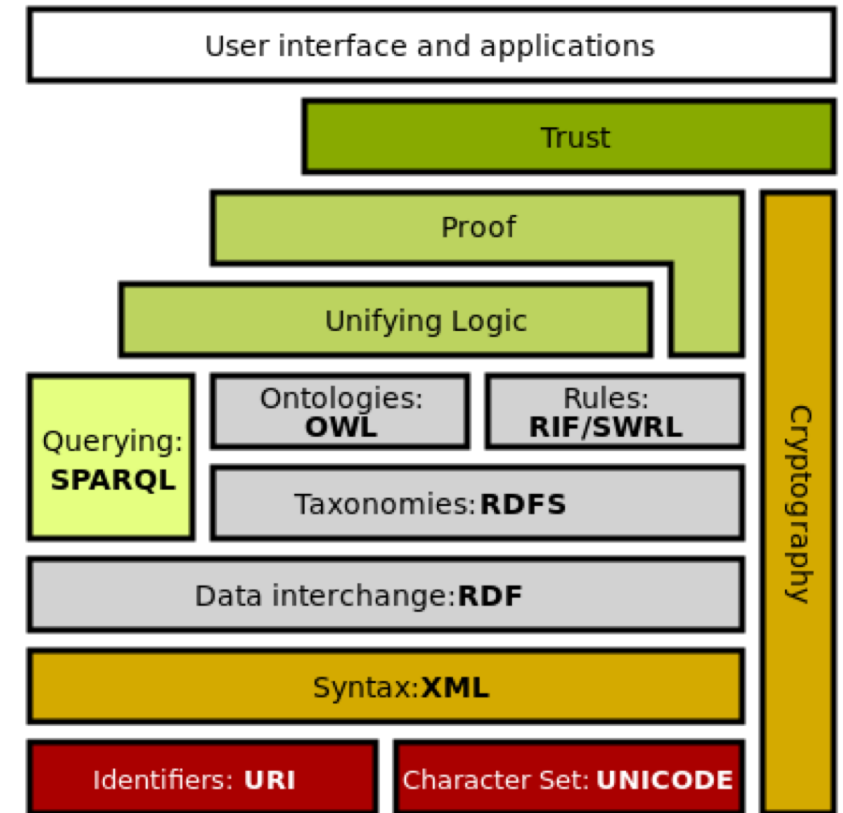 User interface and applications
Trust
Proof
Unifying Logic
Querying:
SPARQL
Ontologies:
OWL
Rules:
RIF/SWRL
Taxonomies: RDFS
Data interchange:RDF
Syntax:XML
Identifiers: URI
Character Set: UNICODE
Cryptography